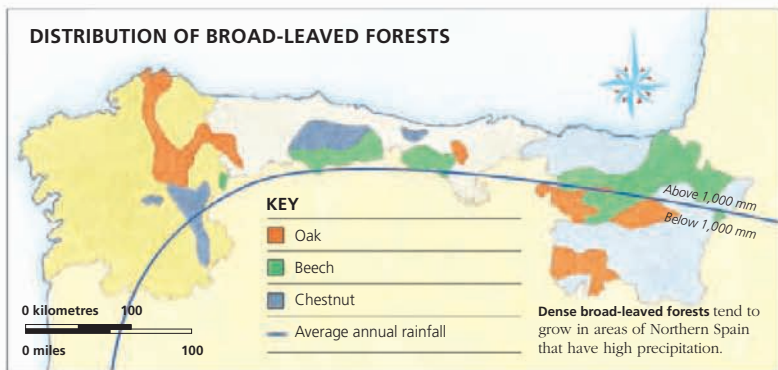 DISTRIBUTION OF BROAD-LEAVED FORESTS
KEY
Oak
Beech
Chestnut
Average annual rainfall
Above 1,000 mm
Below 1,000 mm
0 kilometres 100
0 miles 100
Dense broad-leaved forests tend to
grow in areas of Northern Spain
that have high precipitation.